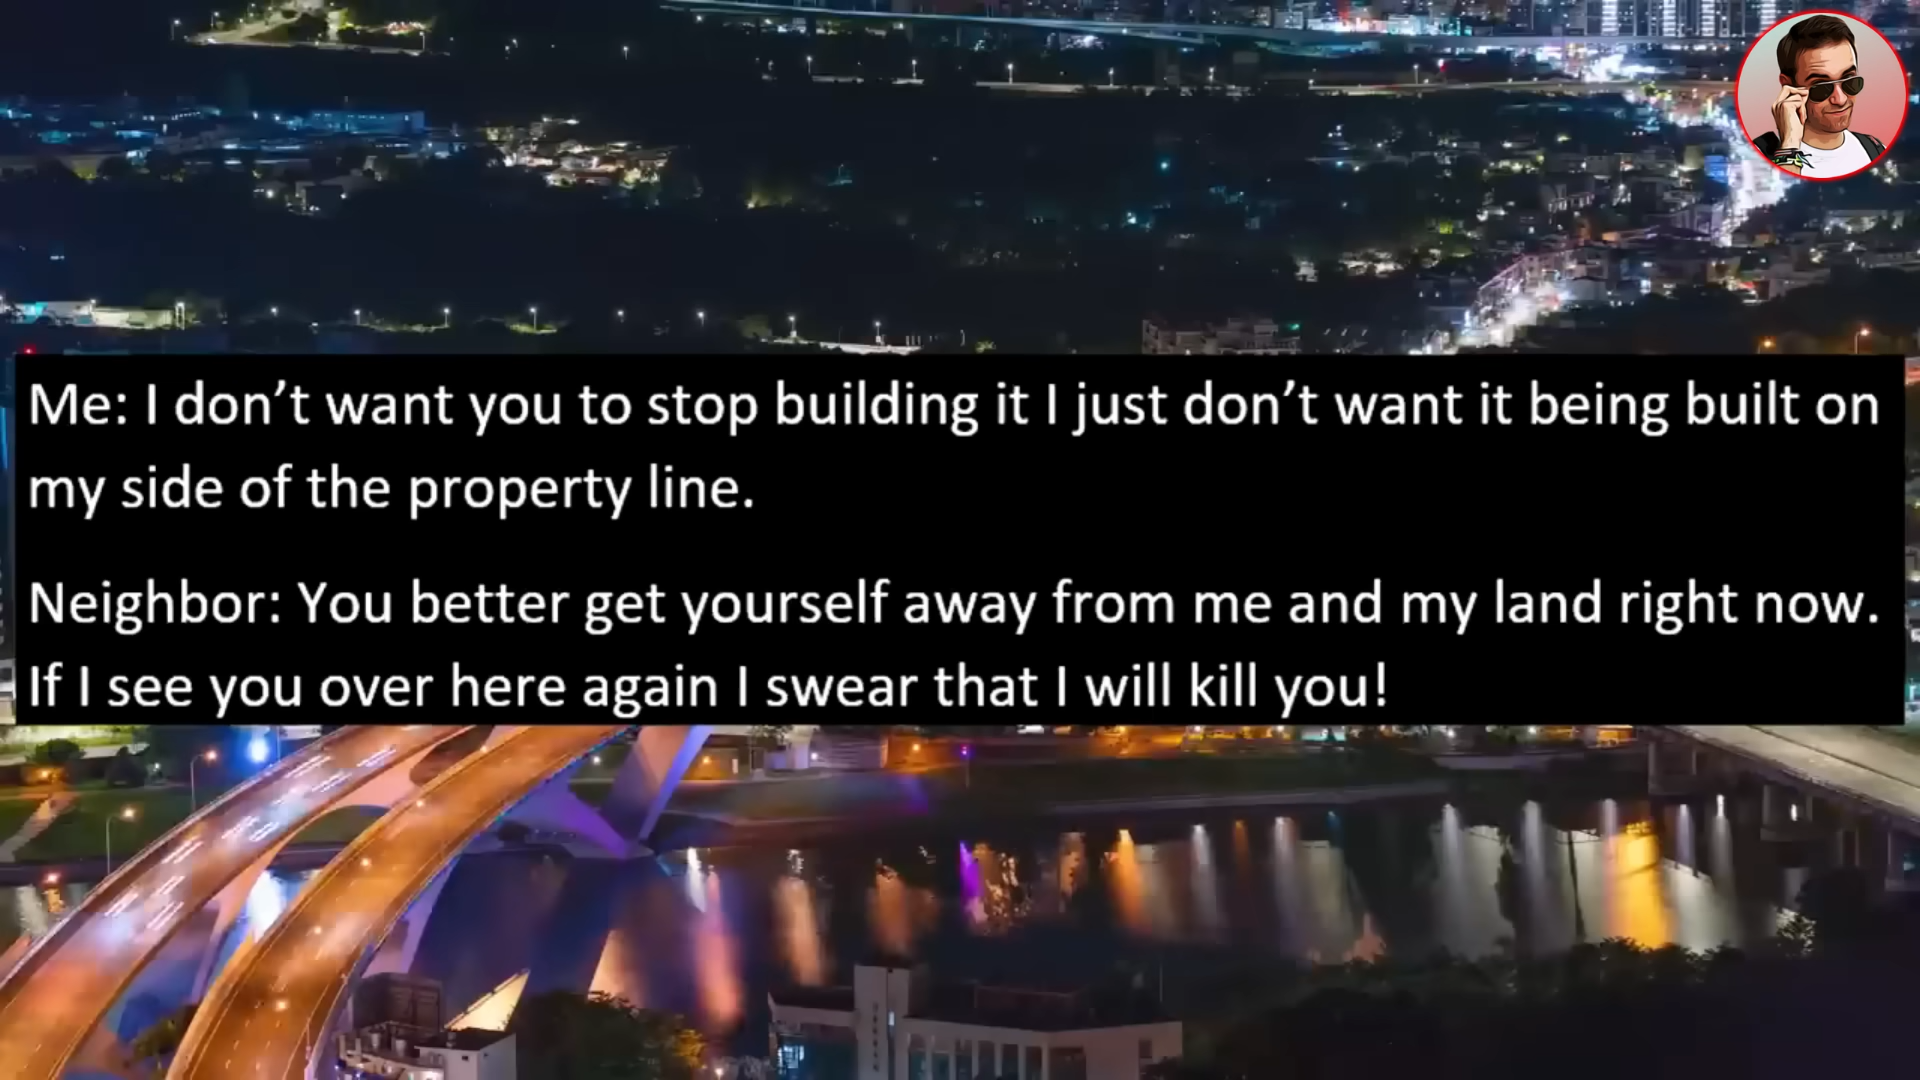 Me: I don’t want you to stop building it I just don’t want it being built on
my side of the property line.
Neighbor: You better get yourself away from me and my land right now.
If I see you over here again I swear that I will kill you!